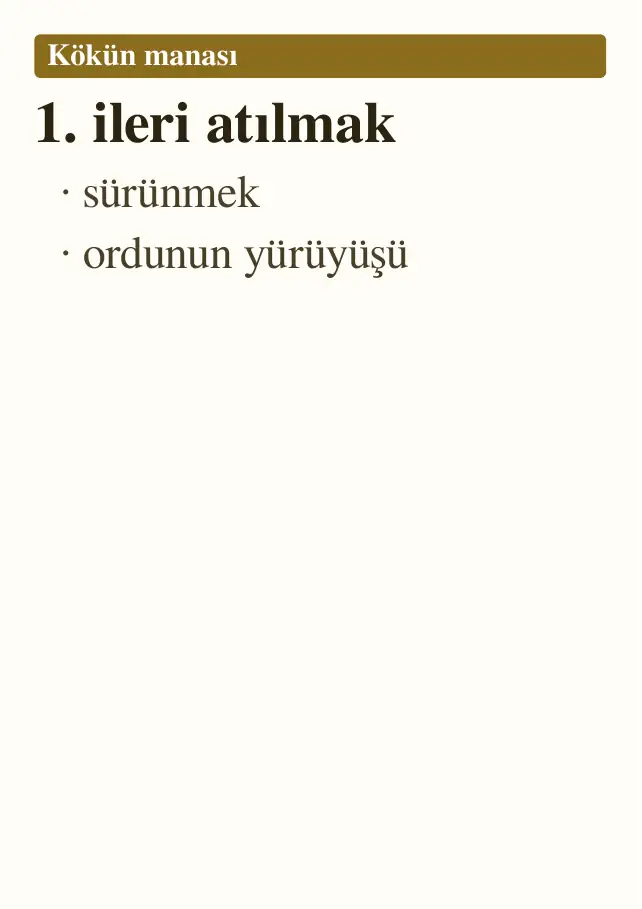 Kökün manası
1. ileri atılmak
· sürünmek
· ordunun yürüyüşü